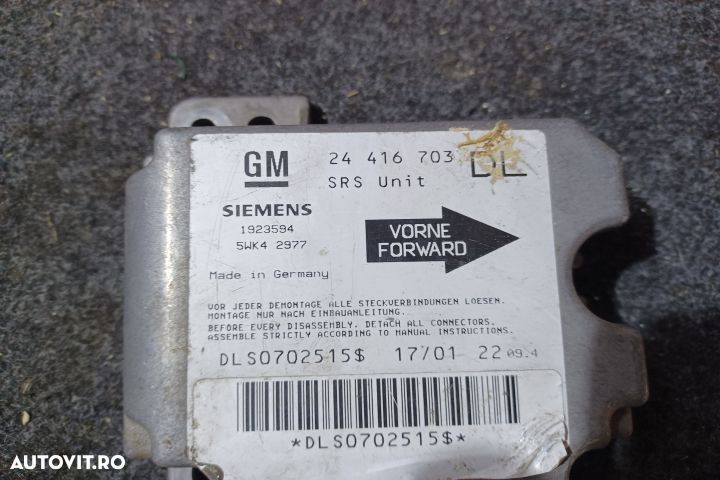 GM 24 416 703 DL
SRS Unit
SIEMENS
1923594
5WK4 2977
VORNE
FORWARD
Made in Germany
VOR JEDER DEMONTAGE ALLE STECKVERBINDUNGEN LOESEN.
MONTAGE NUR NACH EINBAUANLEITUNG.
BEFORE EVERY DISASSEMBLY, DETACH ALL CONNECTORS.
ASSEMBLE STRICTLY ACCORDING TO MANUAL INSTRUCTIONS.
DLS0702515$ 17/01 22 09.4
*DLS0702515$*
AUTOVIT.RO